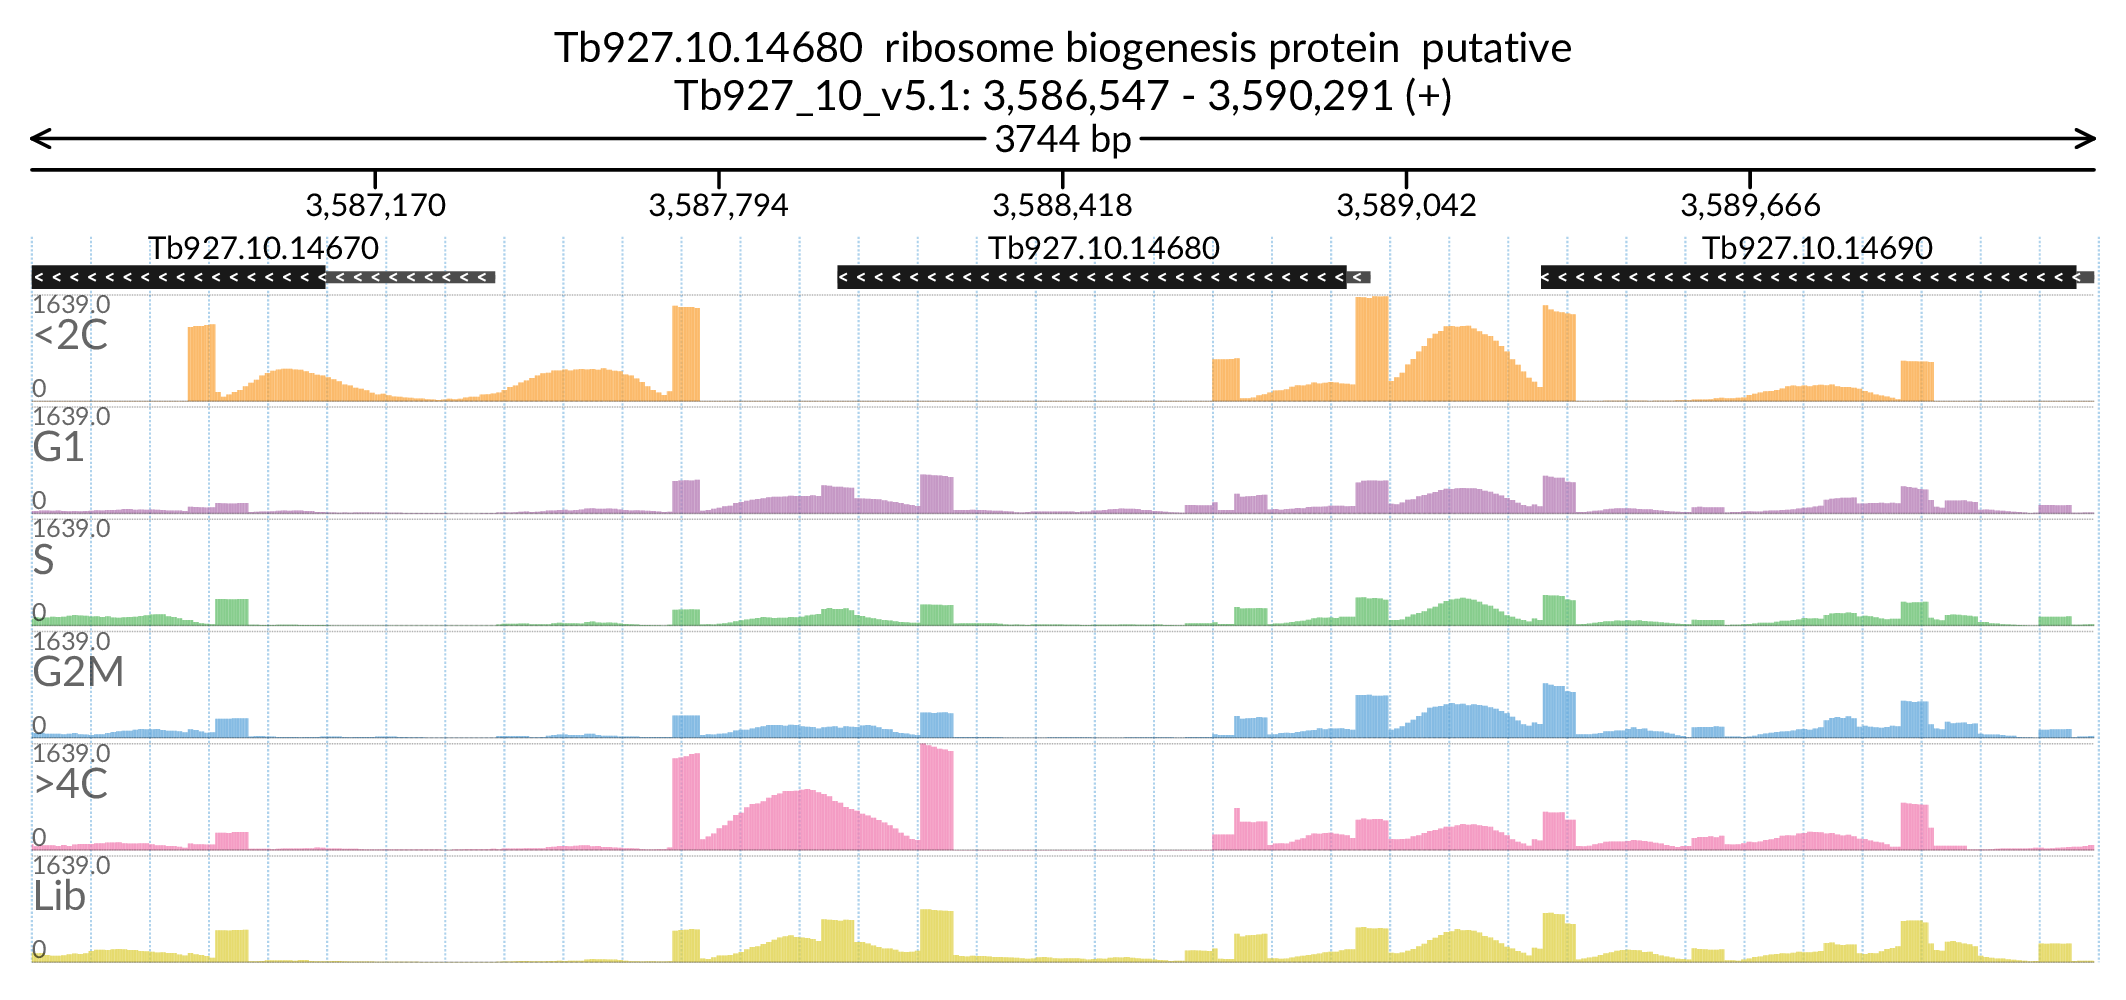 Tb927.10.14680  ribosome biogenesis protein  putative
Tb927_10_v5.1: 3,586,547 - 3,590,291 (+)
3744 bp
3,587,170 3,587,794 3,588,418 3,589,042 3,589,666
Tb927.10.14670 Tb927.10.14680 Tb927.10.14690
1639.0
<2C
0
1639.0
G1
0
1639.0
S
0
1639.0
G2M
0
1639.0
>4C
0
1639.0
Lib
0